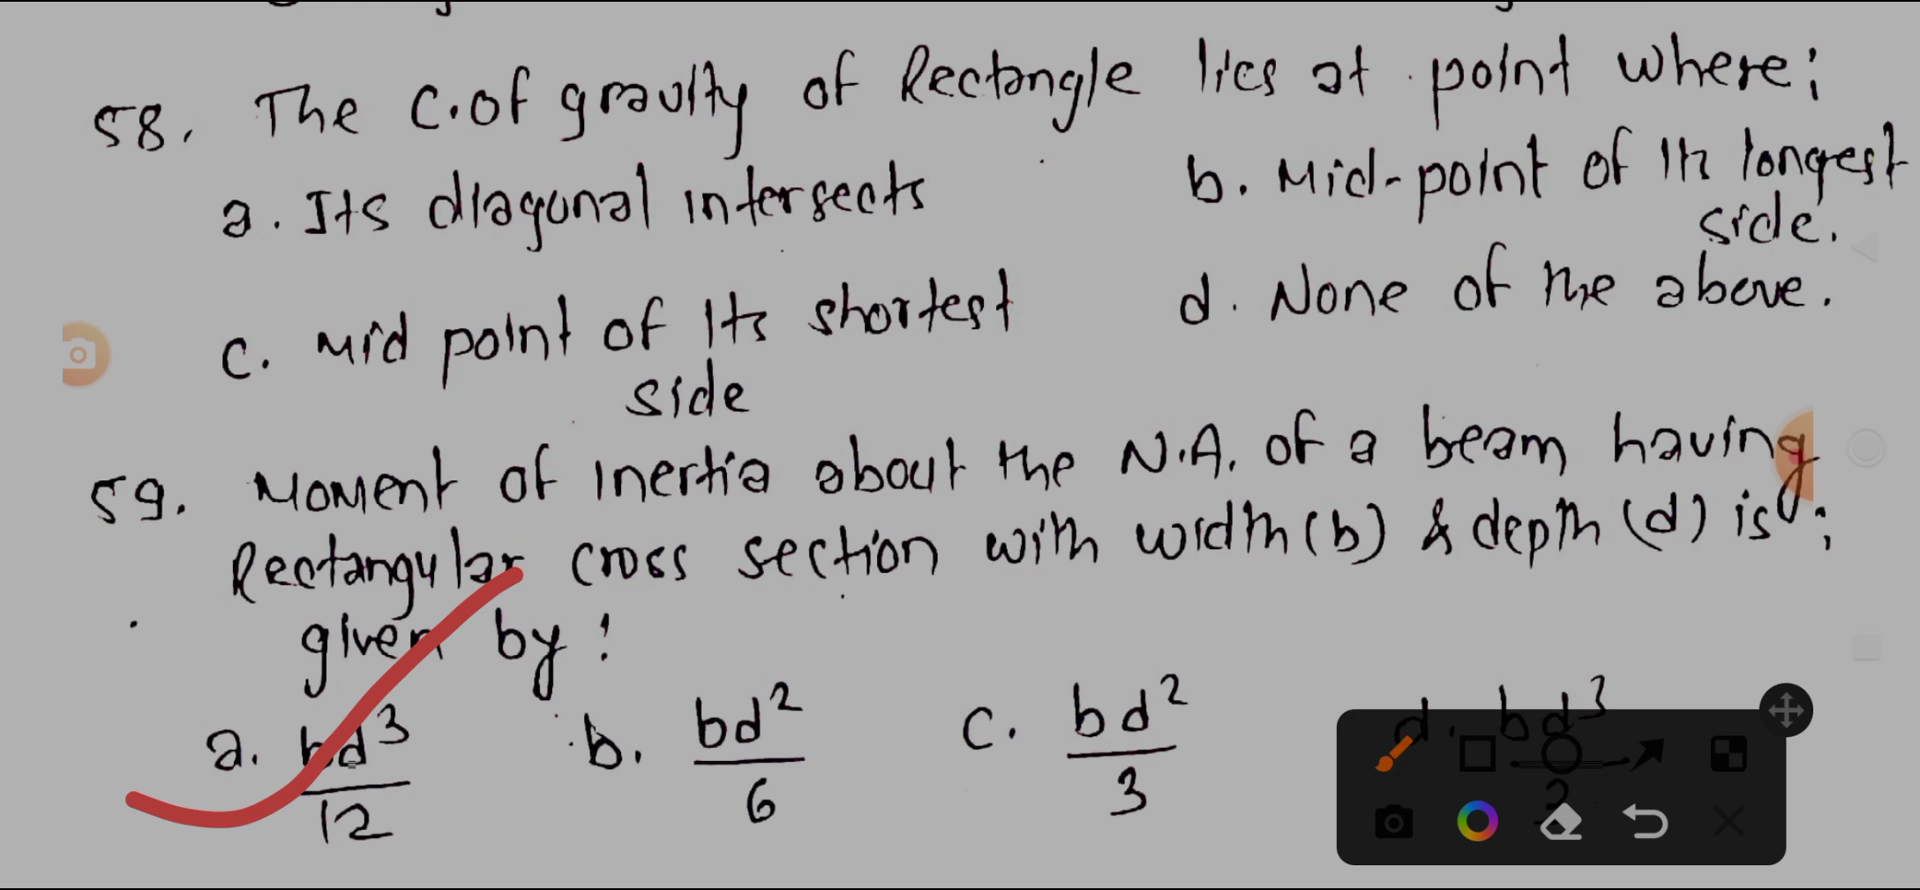 58. The C.of gravity of Rectangle lies at point where;
a. Its diagonal intersects
b. Mid-point of its longest
side.
c. mid point of Its shortest
side
d. None of the above.
59. Moment of inertia about the N.A. of a beam having
Rectangular cross section with width (b) & depth (d) is;
given by:
a. bd³/12
b. bd²/6
c. bd²/3
d. bd³